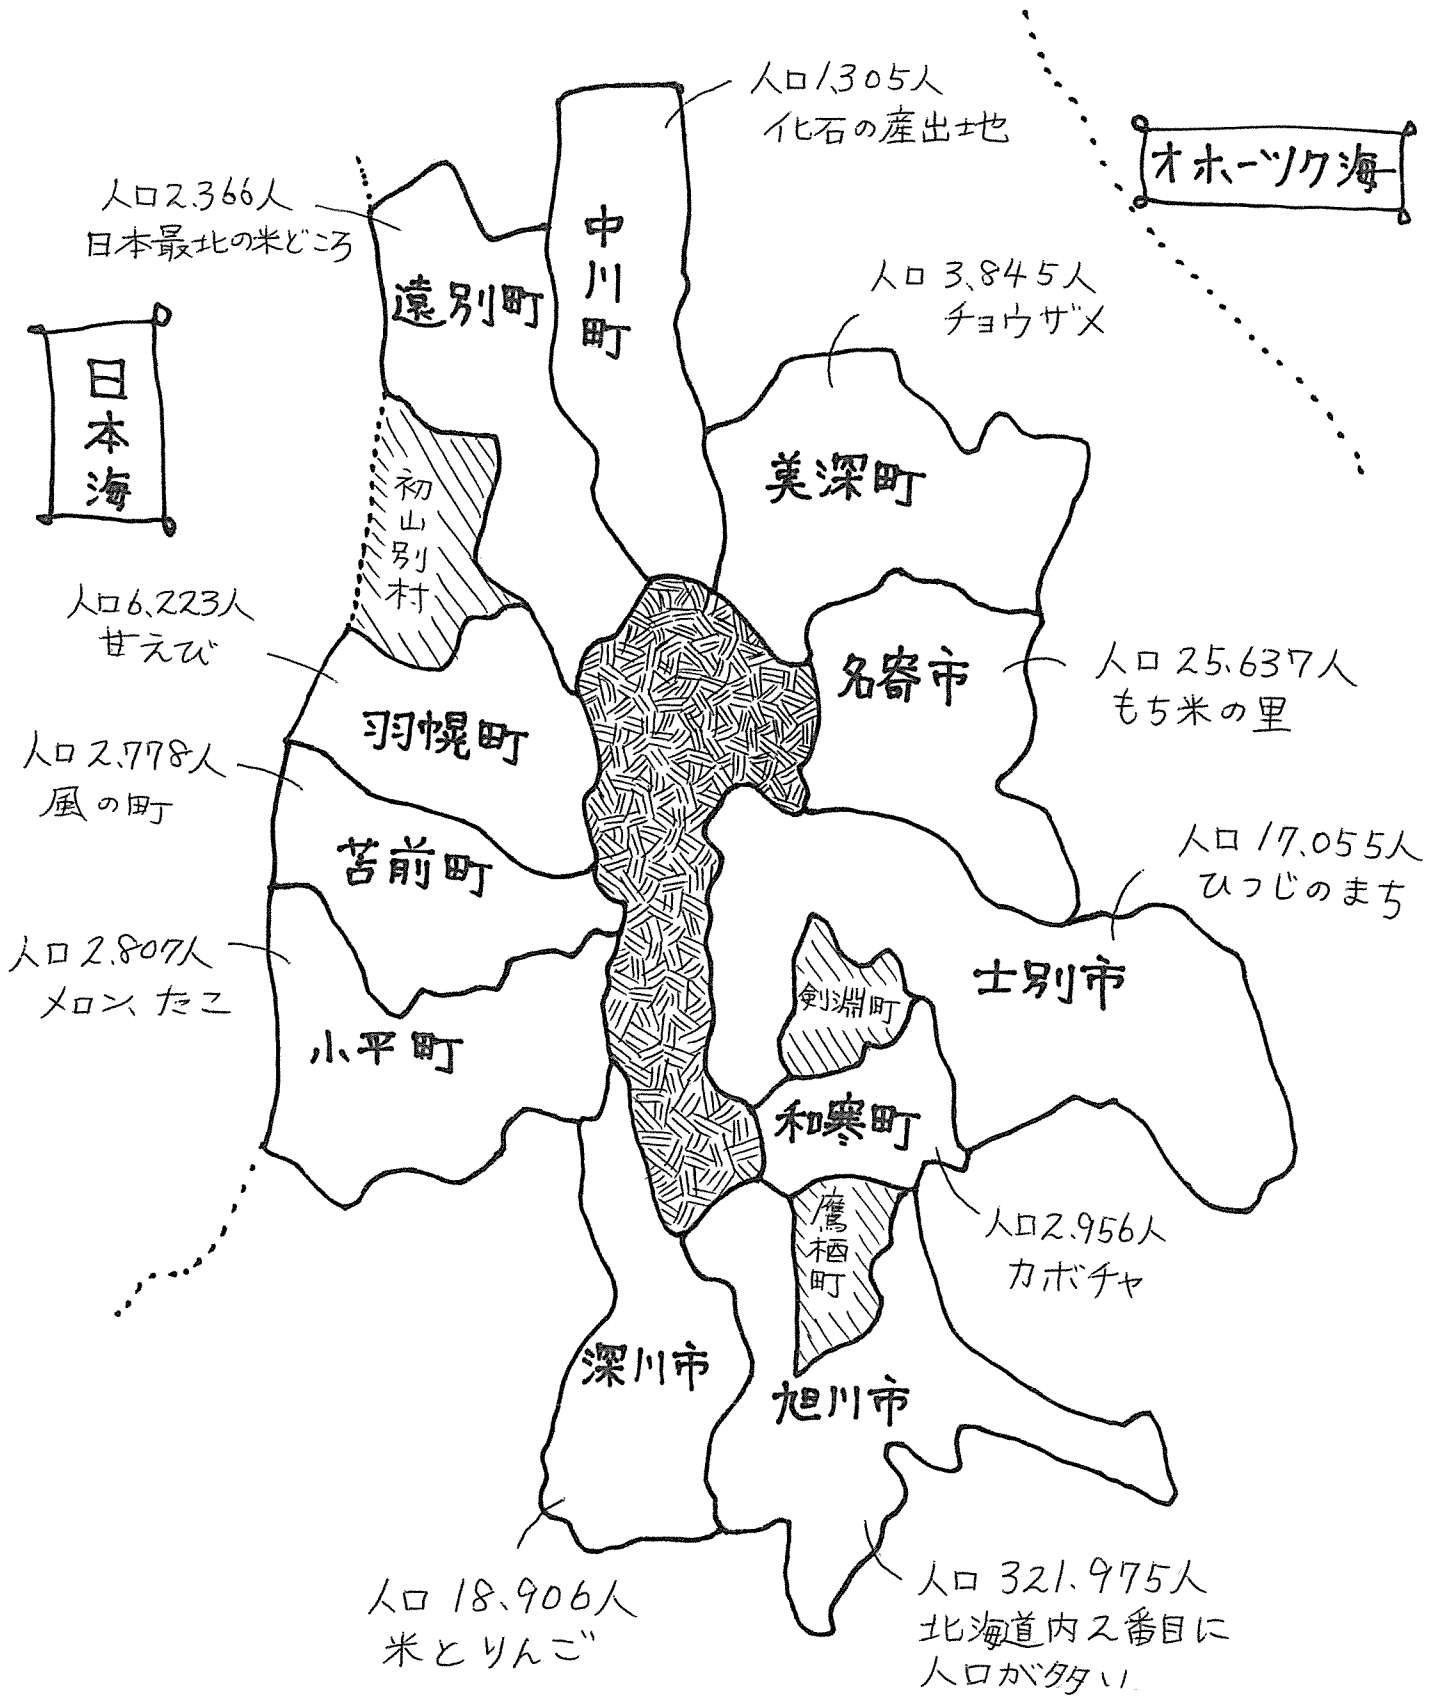 人口1,305人
化石の産出地
オホーツク海
人口2.366人
日本最北の米どころ
中川町
人口 3.845人
チョウザメ
遠別町
日本海
美深町
初山別村
人口6.223人
甘えび
名寄市
人口 25.637人
もち米の里
羽幌町
人口 2.778人
風の町
苫前町
人口 17.055人
ひつじのまち
人口 2.807人
メロン、たこ
士別市
剣淵町
小平町
和寒町
鷹栖町
人口2.956人
カボチャ
深川市
旭川市
人口 18.906人
米とりんご
人口 321.975人
北海道内2番目に
人口が多い